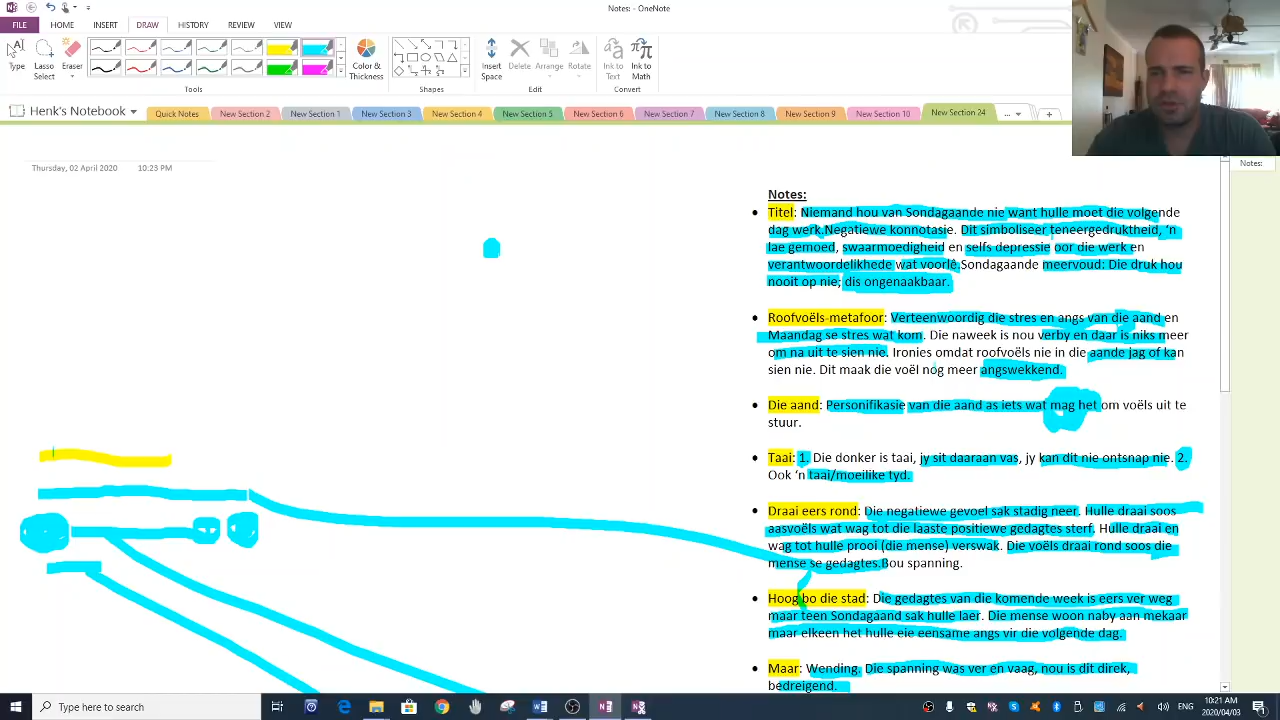 Notes: - OneNote
FILE HOME INSERT DRAW HISTORY REVIEW VIEW
Type Lasso Select Eraser Color & Thickness Insert Space Delete Arrange Rotate Ink to Text Ink to Math
Tools Shapes Edit Convert
Henk's Notebook Quick Notes New Section 2 New Section 1 New Section 3 New Section 4 New Section 5 New Section 6 New Section 7 New Section 8 New Section 9 New Section 10 New Section 24 ...
Notes:
Thursday, 02 April 2020 10:23 PM
Notes:
• Titel: Niemand hou van Sondagaande nie want hulle moet die volgende
dag werk.Negatiewe konnotasie. Dit simboliseer teneergedruktheid, 'n
lae gemoed, swaarmoedigheid en selfs depressie oor die werk en
verantwoordelikhede wat voorlê.Sondagaande meervoud: Die druk hou
nooit op nie; dis ongenaakbaar.
• Roofvoëls-metafoor: Verteenwoordig die stres en angs van die aand en
Maandag se stres wat kom. Die naweek is nou verby en daar is niks meer
om na uit te sien nie. Ironies omdat roofvoëls nie in die aande jag of kan
sien nie. Dit maak die voël nog meer angswekkend.
• Die aand: Personifikasie van die aand as iets wat mag het om voëls uit te
stuur.
• Taai: 1. Die donker is taai, jy sit daaraan vas, jy kan dit nie ontsnap nie. 2.
Ook 'n taai/moeilike tyd.
• Draai eers rond: Die negatiewe gevoel sak stadig neer. Hulle draai soos
aasvoëls wat wag tot die laaste positiewe gedagtes sterf. Hulle draai en
wag tot hulle prooi (die mense) verswak. Die voëls draai rond soos die
mense se gedagtes.Bou spanning.
• Hoog bo die stad: Die gedagtes van die komende week is eers ver weg
maar teen Sondagaand sak hulle laer. Die mense woon naby aan mekaar
maar elkeen het hulle eie eensame angs vir die volgende dag.
• Maar: Wending. Die spanning was ver en vaag, nou is dit direk,
bedreigend.
Type here to search
10:21 AM
2020/04/03